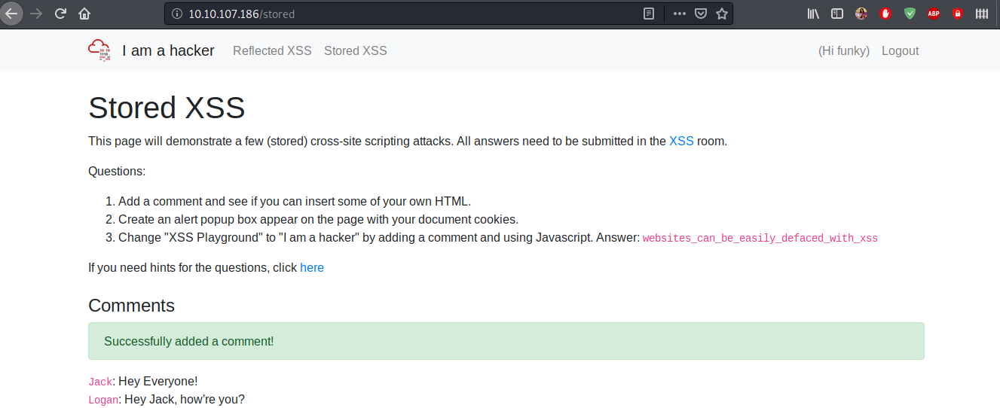 10.10.107.186/stored
ABP
I am a hacker Reflected XSS Stored XSS (Hi funky) Logout
Stored XSS
This page will demonstrate a few (stored) cross-site scripting attacks. All answers need to be submitted in the XSS room.
Questions:
1. Add a comment and see if you can insert some of your own HTML.
2. Create an alert popup box appear on the page with your document cookies.
3. Change "XSS Playground" to "I am a hacker" by adding a comment and using Javascript. Answer: websites_can_be_easily_defaced_with_xss
If you need hints for the questions, click here
Comments
Successfully added a comment!
Jack: Hey Everyone!
Logan: Hey Jack, how're you?